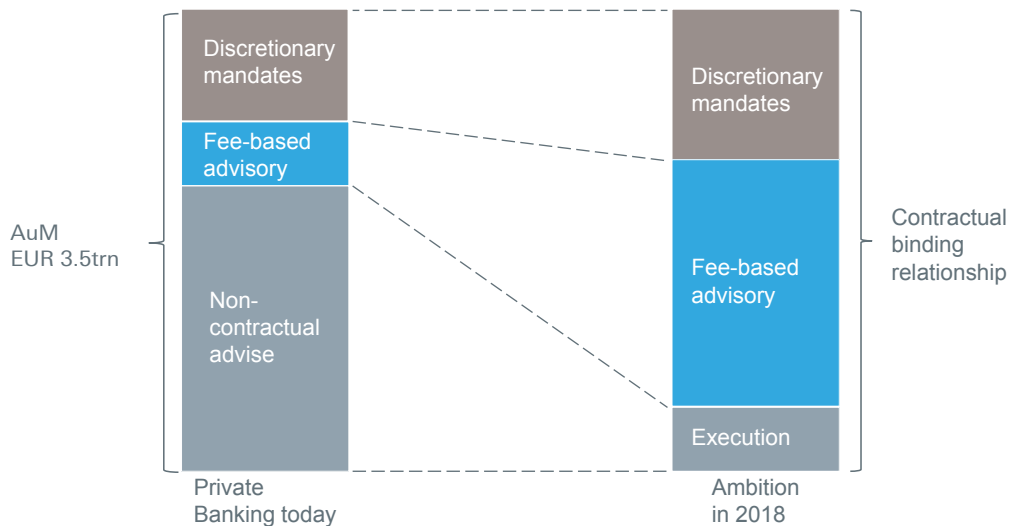 Discretionary
mandates
Fee-based
advisory
Non-
contractual
advise
AuM
EUR 3.5trn
Private
Banking today
Discretionary
mandates
Fee-based
advisory
Execution
Contractual
binding
relationship
Ambition
in 2018